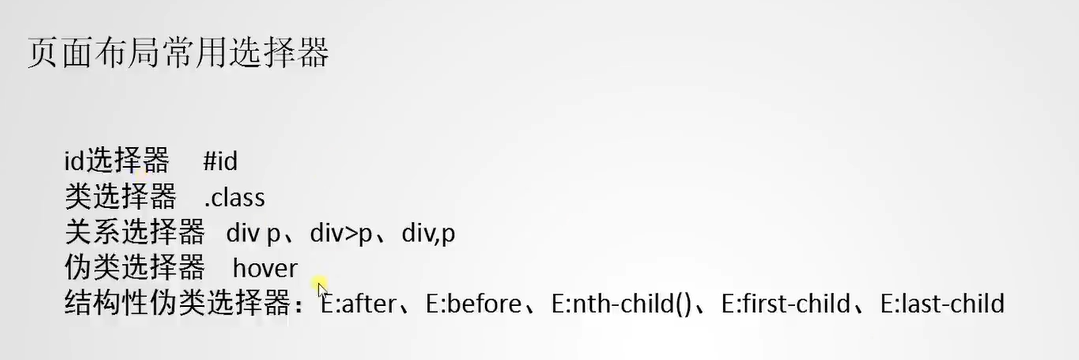 页面布局常用选择器
id选择器 #id
类选择器 .class
关系选择器 div p、div>p、div,p
伪类选择器 hover
结构性伪类选择器：E:after、E:before、E:nth-child()、E:first-child、E:last-child